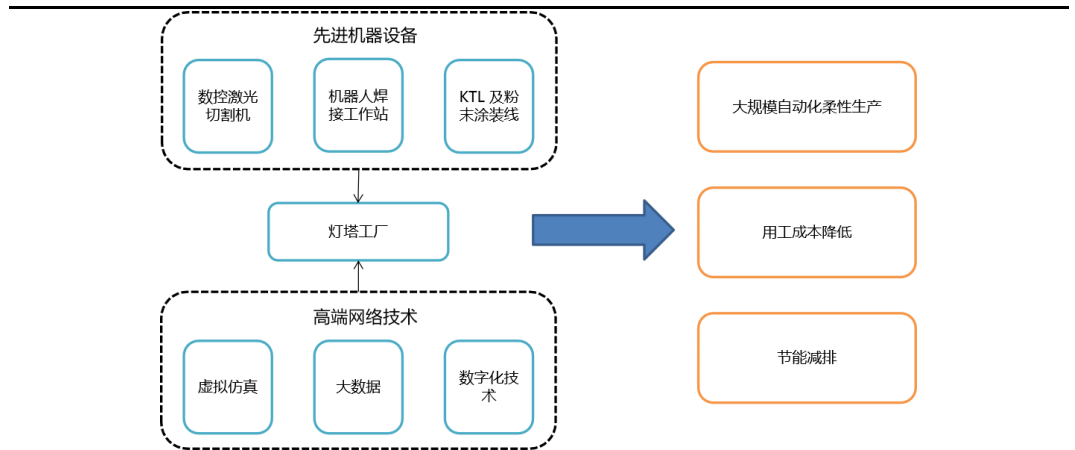 先进机器设备
数控激光
切割机
机器人焊
接工作站
KTL 及粉
末涂装线
灯塔工厂
高端网络技术
虚拟仿真
大数据
数字化技
术
大规模自动化柔性生产
用工成本降低
节能减排